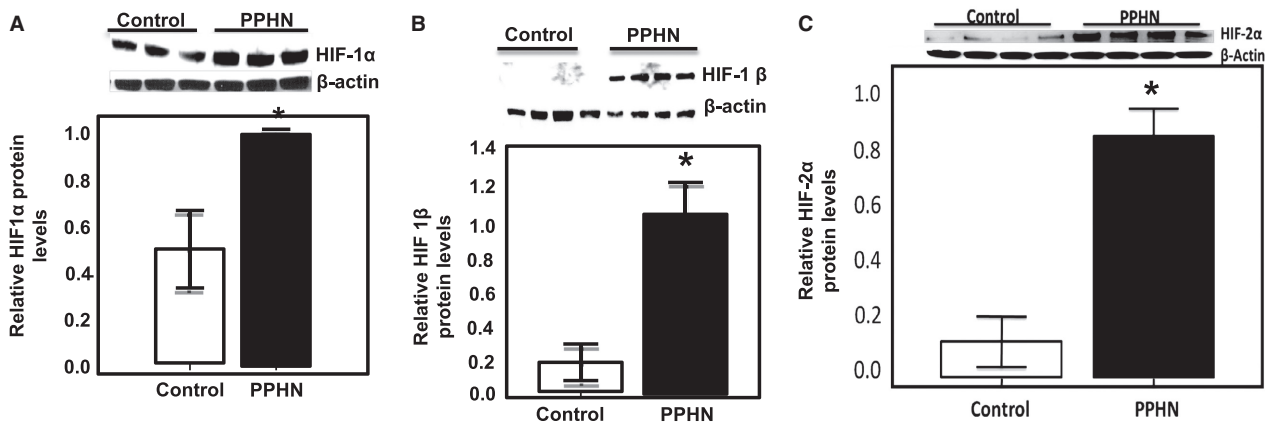 A
Control PPHN
HIF-1α
β-actin
*
1.0
0.8
0.6
0.4
0.2
0.0
Relative HIF1α protein
levels
Control PPHN
B
Control PPHN
HIF-1 β
β-actin
*
1.4
1.2
1.0
0.8
0.6
0.4
0.2
0.0
Relative HIF 1β
protein levels
Control PPHN
C
Control PPHN
HIF-2α
β-Actin
*
1.0
0.8
0.6
0.4
0.2
0.0
Relative HIF-2α
protein levels
Control PPHN